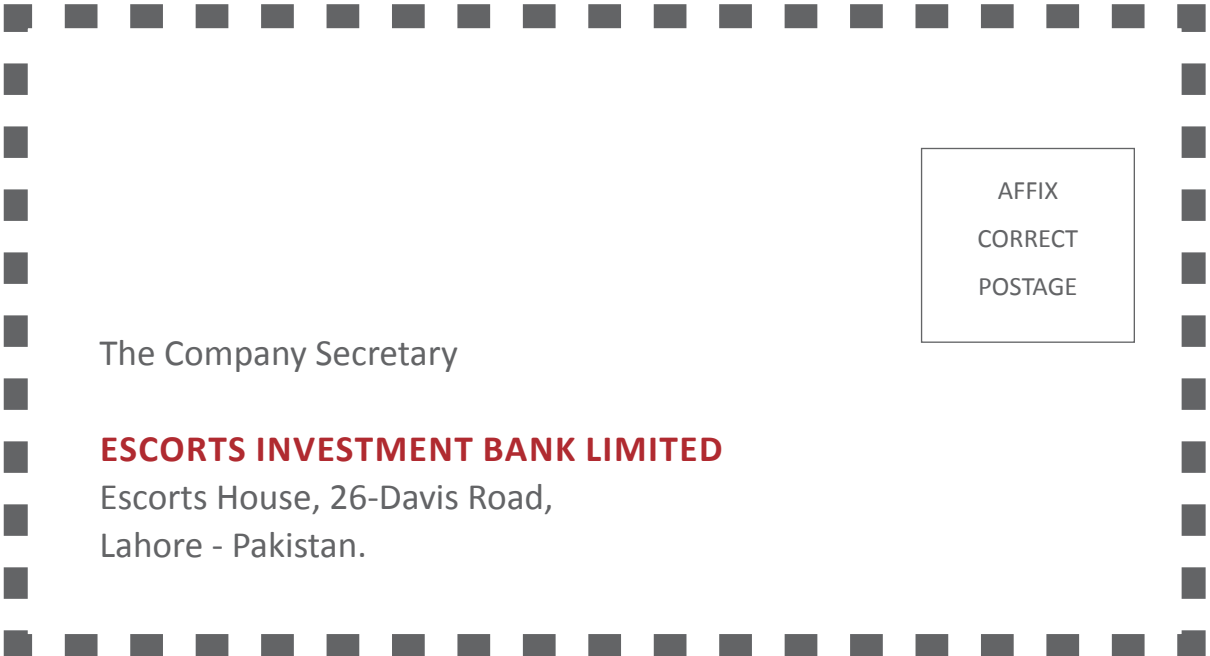 AFFIX
CORRECT
POSTAGE
The Company Secretary
ESCORTS INVESTMENT BANK LIMITED
Escorts House, 26-Davis Road,
Lahore - Pakistan.